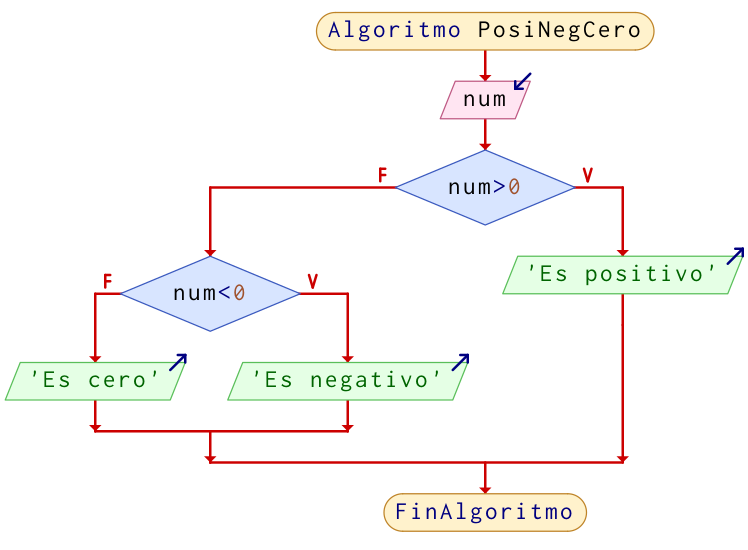 Algoritmo PosiNegCero
num
F
num>0
V
F
num<0
V
'Es positivo'
'Es cero'
'Es negativo'
FinAlgoritmo